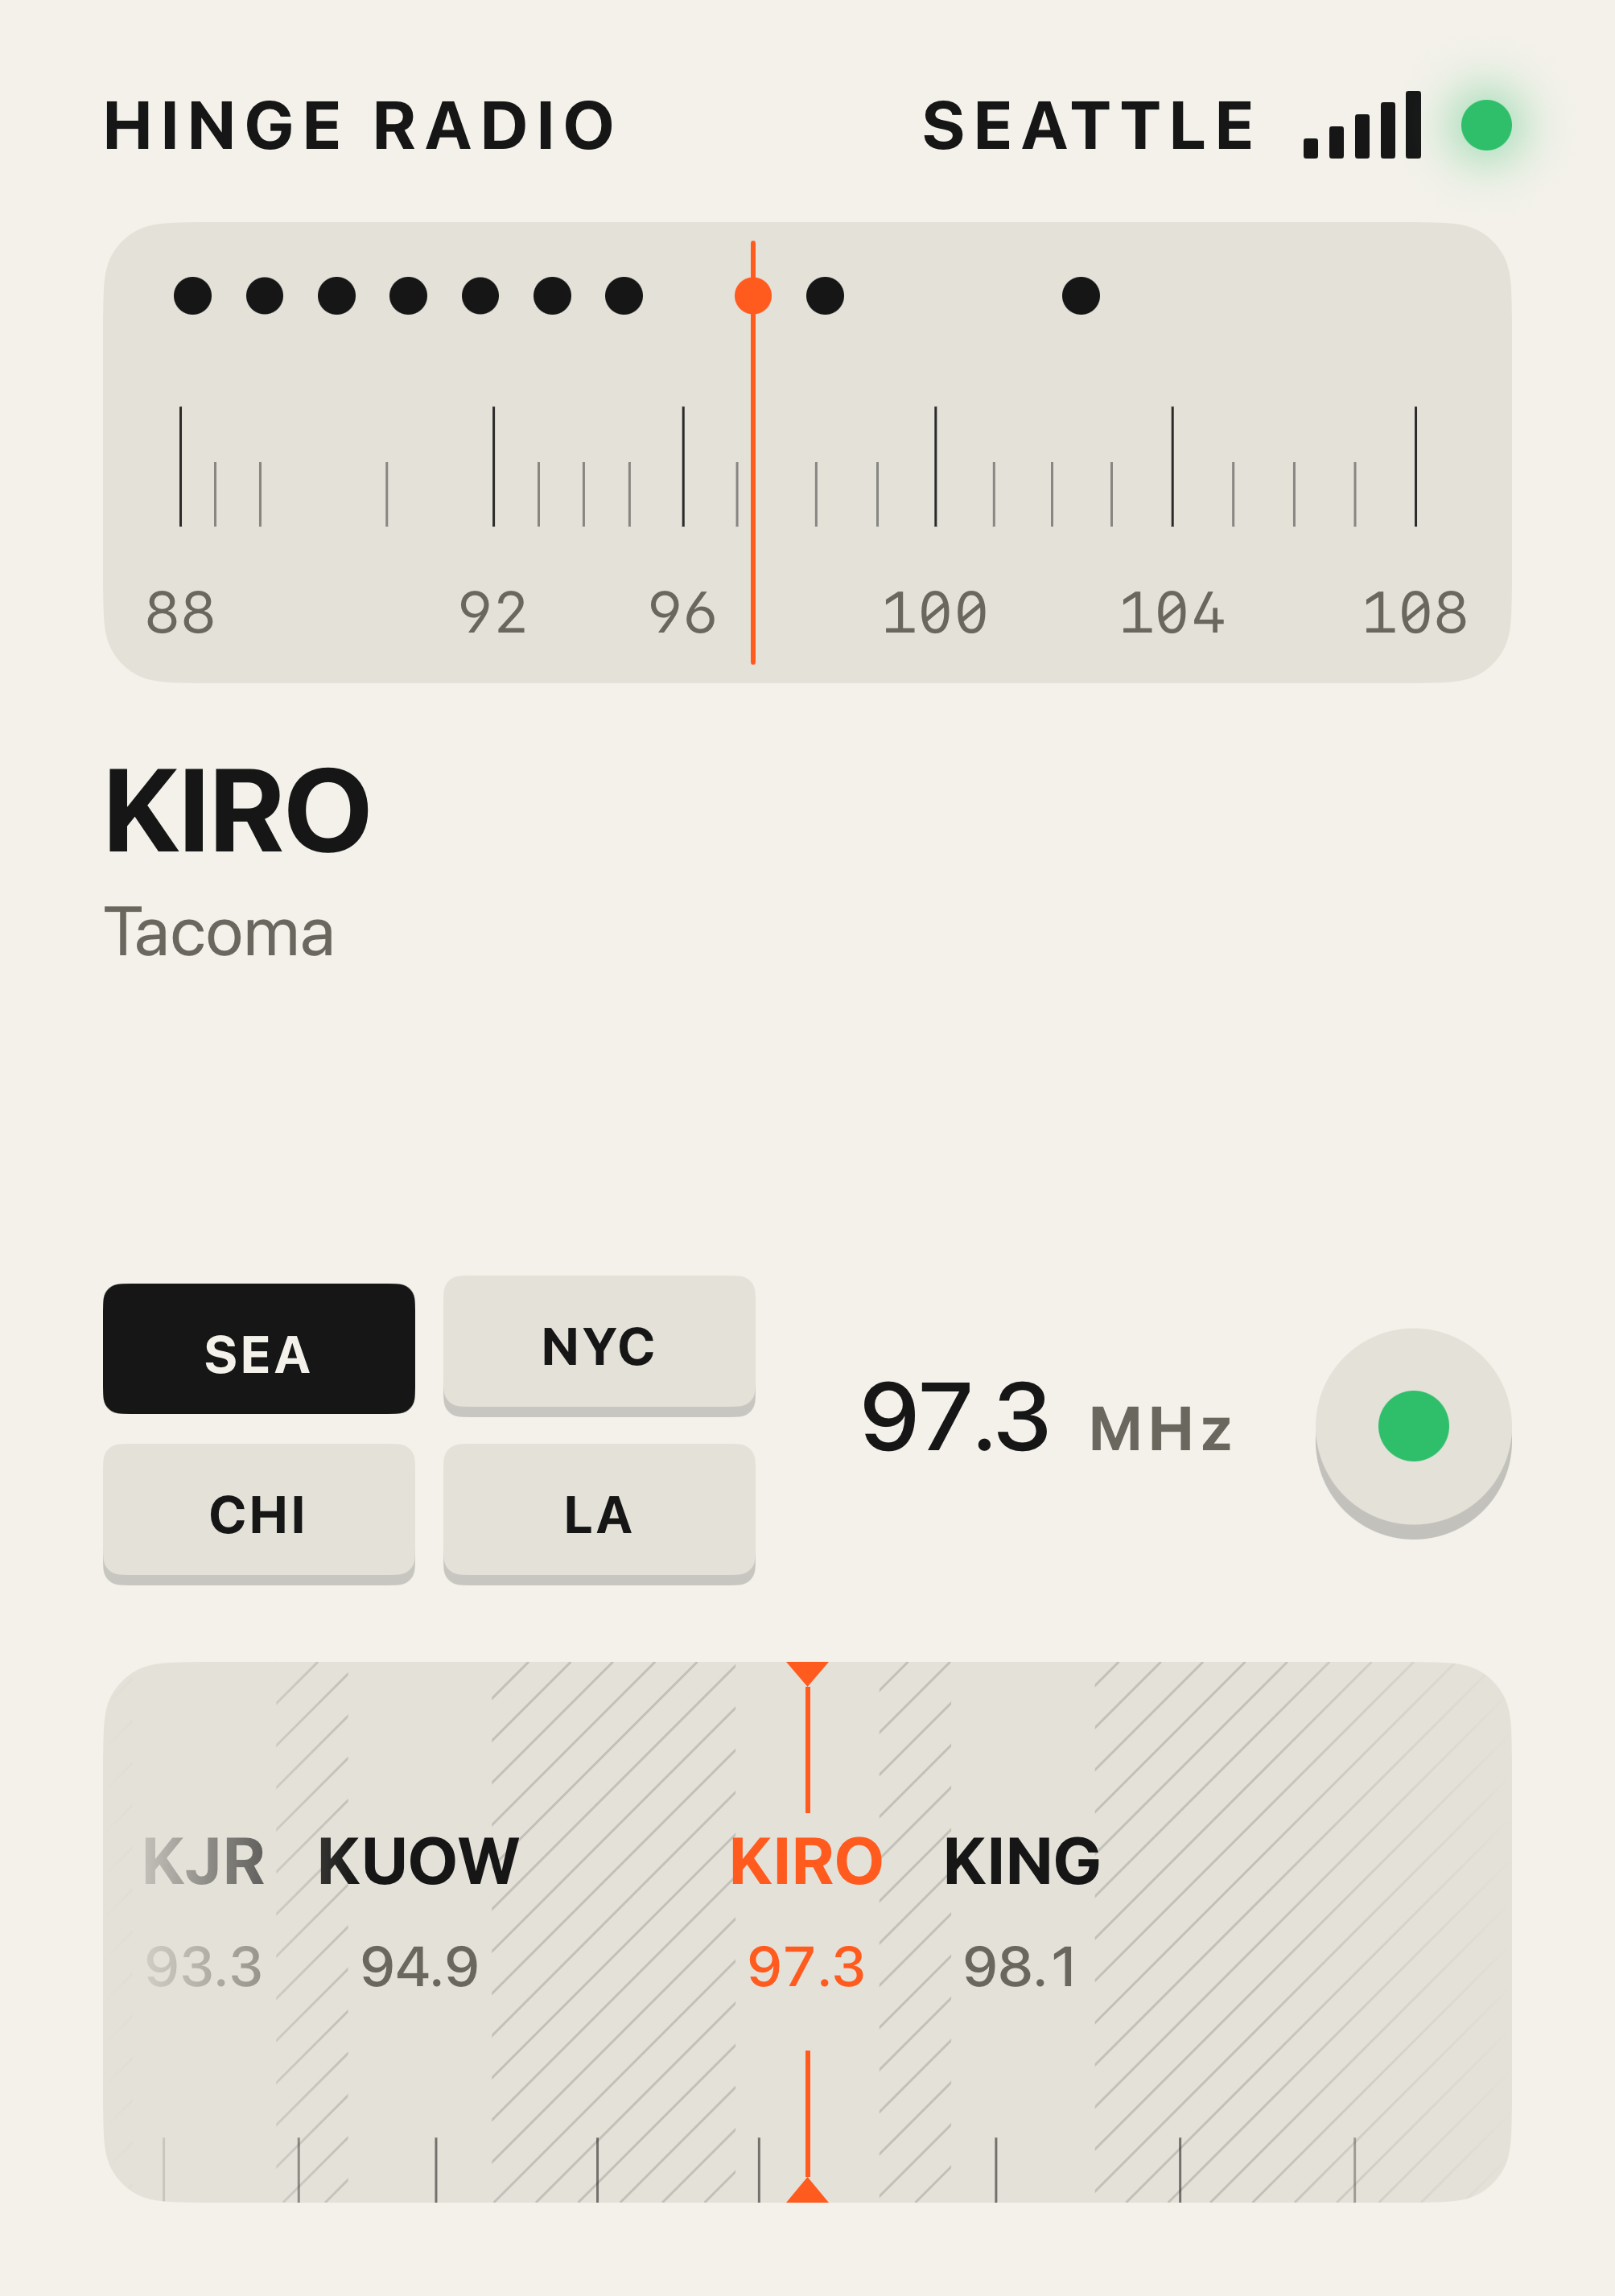 HINGE RADIO
SEATTLE
88 92 96 100 104 108
KIRO
Tacoma
SEA NYC
CHI LA
97.3 MHz
KJR KUOW KIRO KING
93.3 94.9 97.3 98.1